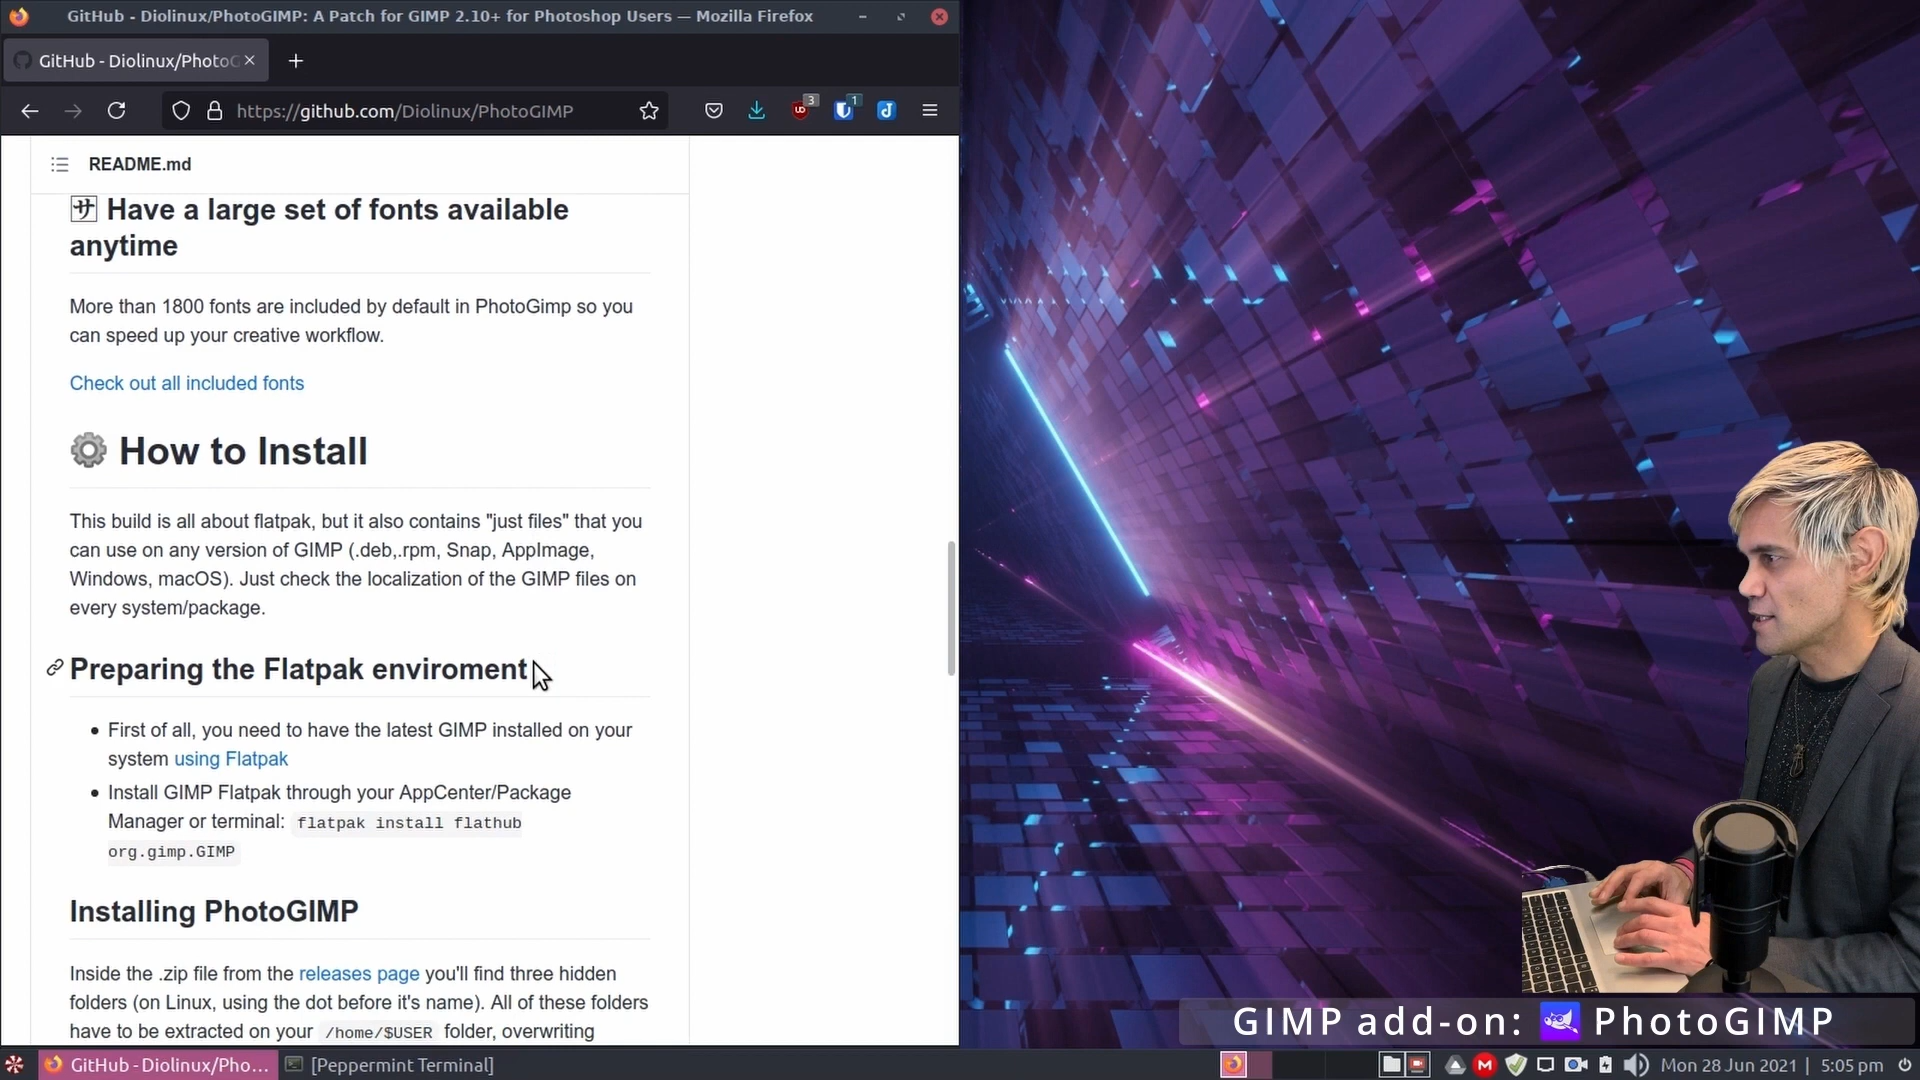 GitHub - Diolinux/PhotoGIMP: A Patch for GIMP 2.10+ for Photoshop Users — Mozilla Firefox
GitHub - Diolinux/PhotoG
https://github.com/Diolinux/PhotoGIMP
3
1
README.md
サ Have a large set of fonts available
anytime
More than 1800 fonts are included by default in PhotoGimp so you
can speed up your creative workflow.
Check out all included fonts
How to Install
This build is all about flatpak, but it also contains "just files" that you
can use on any version of GIMP (.deb,.rpm, Snap, AppImage,
Windows, macOS). Just check the localization of the GIMP files on
every system/package.
Preparing the Flatpak enviroment
First of all, you need to have the latest GIMP installed on your
system using Flatpak
Install GIMP Flatpak through your AppCenter/Package
Manager or terminal: flatpak install flathub
org.gimp.GIMP
Installing PhotoGIMP
Inside the .zip file from the releases page you'll find three hidden
folders (on Linux, using the dot before it's name). All of these folders
have to be extracted on your /home/$USER folder, overwriting
GIMP add-on: PhotoGIMP
GitHub - Diolinux/Pho...
[Peppermint Terminal]
Mon 28 Jun 2021 | 5:05 pm